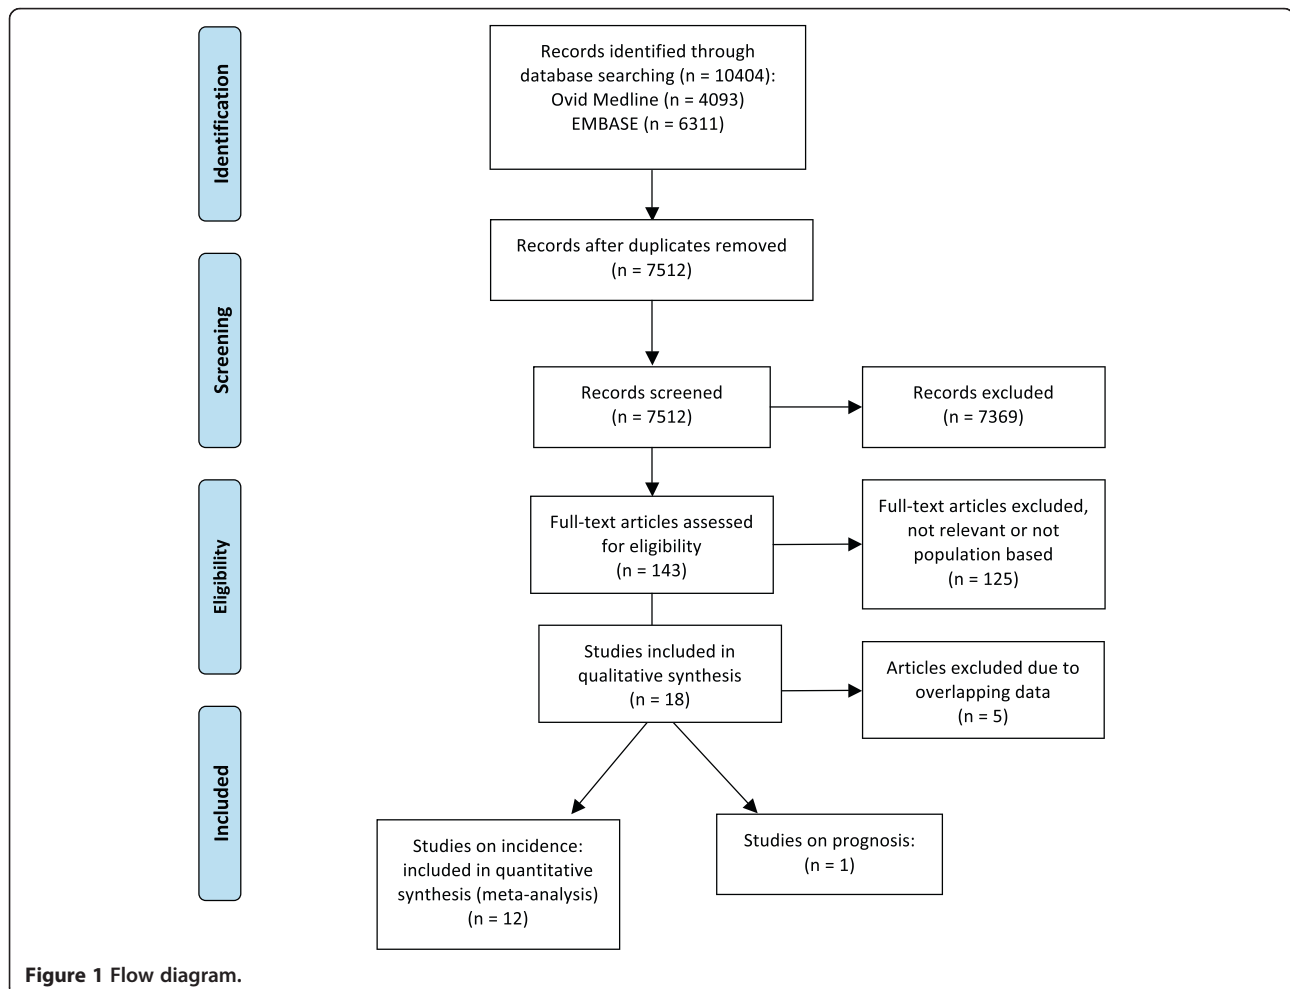 Identification
Records identified through
database searching (n = 10404):
Ovid Medline (n = 4093)
EMBASE (n = 6311)
Records after duplicates removed
(n = 7512)
Screening
Records screened
(n = 7512)
Records excluded
(n = 7369)
Eligibility
Full-text articles assessed
for eligibility
(n = 143)
Full-text articles excluded,
not relevant or not
population based
(n = 125)
Studies included in
qualitative synthesis
(n = 18)
Articles excluded due to
overlapping data
(n = 5)
Included
Studies on incidence:
included in quantitative
synthesis (meta-analysis)
(n = 12)
Studies on prognosis:
(n = 1)
Figure 1 Flow diagram.